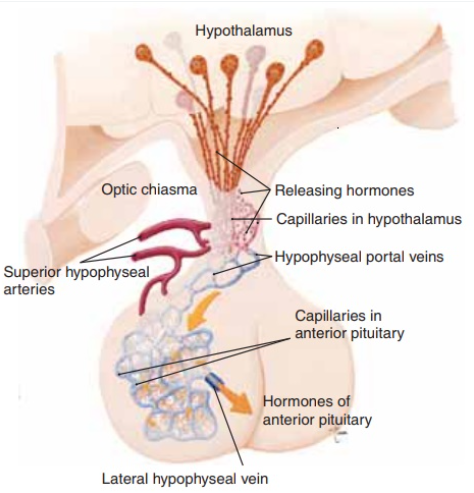 Hypothalamus
Optic chiasma
Releasing hormones
Capillaries in hypothalamus
Hypophyseal portal veins
Superior hypophyseal
arteries
Capillaries in
anterior pituitary
Hormones of
anterior pituitary
Lateral hypophyseal vein